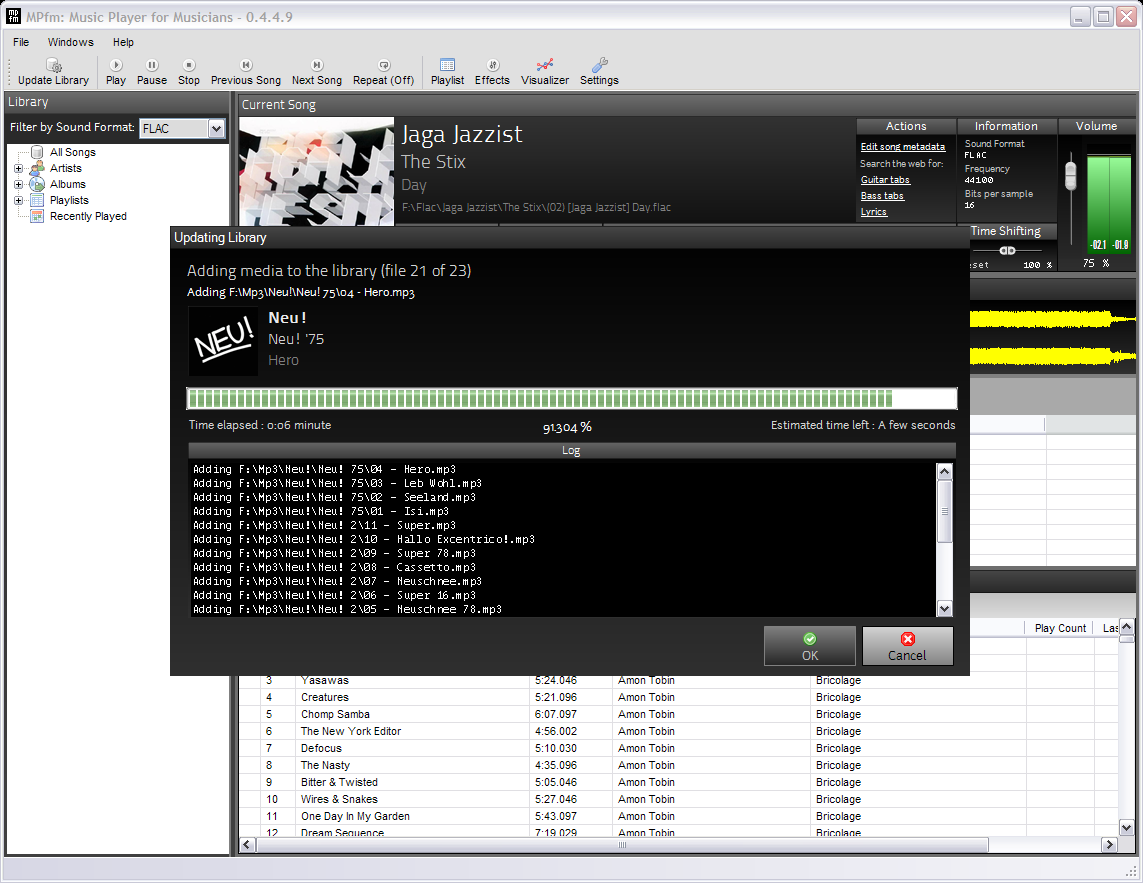 mp fm MPfm: Music Player for Musicians - 0.4.4.9
File Windows Help
Update Library Play Pause Stop Previous Song Next Song Repeat (Off) Playlist Effects Visualizer Settings
Library
Filter by Sound Format: FLAC
All Songs
Artists
Albums
Playlists
Recently Played
Current Song
Jaga Jazzist
The Stix
Day
F:\Flac\Jaga Jazzist\The Stix\(02) [Jaga Jazzist] Day.flac
Actions
Edit song metadata
Search the web for:
Guitar tabs
Bass tabs
Lyrics
Information
Sound Format
FLAC
Frequency
44100
Bits per sample
16
Volume
-02.1 -01.9
75 %
Time Shifting
set 100 %
Updating Library
Adding media to the library (file 21 of 23)
Adding F:\Mp3\Neu!\Neu! 75\04 - Hero.mp3
NEU!
Neu!
Neu! '75
Hero
Time elapsed : 0:06 minute 91.304 % Estimated time left : A few seconds
Log
Adding F:\Mp3\Neu!\Neu! 75\04 - Hero.mp3
Adding F:\Mp3\Neu!\Neu! 75\03 - Leb Wohl.mp3
Adding F:\Mp3\Neu!\Neu! 75\02 - Seeland.mp3
Adding F:\Mp3\Neu!\Neu! 75\01 - Isi.mp3
Adding F:\Mp3\Neu!\Neu! 2\11 - Super.mp3
Adding F:\Mp3\Neu!\Neu! 2\10 - Hallo Excentrico!.mp3
Adding F:\Mp3\Neu!\Neu! 2\09 - Super 78.mp3
Adding F:\Mp3\Neu!\Neu! 2\08 - Cassetto.mp3
Adding F:\Mp3\Neu!\Neu! 2\07 - Neuschnee.mp3
Adding F:\Mp3\Neu!\Neu! 2\06 - Super 16.mp3
Adding F:\Mp3\Neu!\Neu! 2\05 - Neuschnee 78.mp3
OK Cancel
Play Count Las
3 Yasawas 5:24.046 Amon Tobin Bricolage
4 Creatures 5:21.096 Amon Tobin Bricolage
5 Chomp Samba 6:07.097 Amon Tobin Bricolage
6 The New York Editor 4:56.002 Amon Tobin Bricolage
7 Defocus 5:10.030 Amon Tobin Bricolage
8 The Nasty 4:35.096 Amon Tobin Bricolage
9 Bitter & Twisted 5:05.046 Amon Tobin Bricolage
10 Wires & Snakes 5:27.046 Amon Tobin Bricolage
11 One Day In My Garden 5:43.097 Amon Tobin Bricolage
12 Dream Sequence 7:19.029 Amon Tobin Bricolage